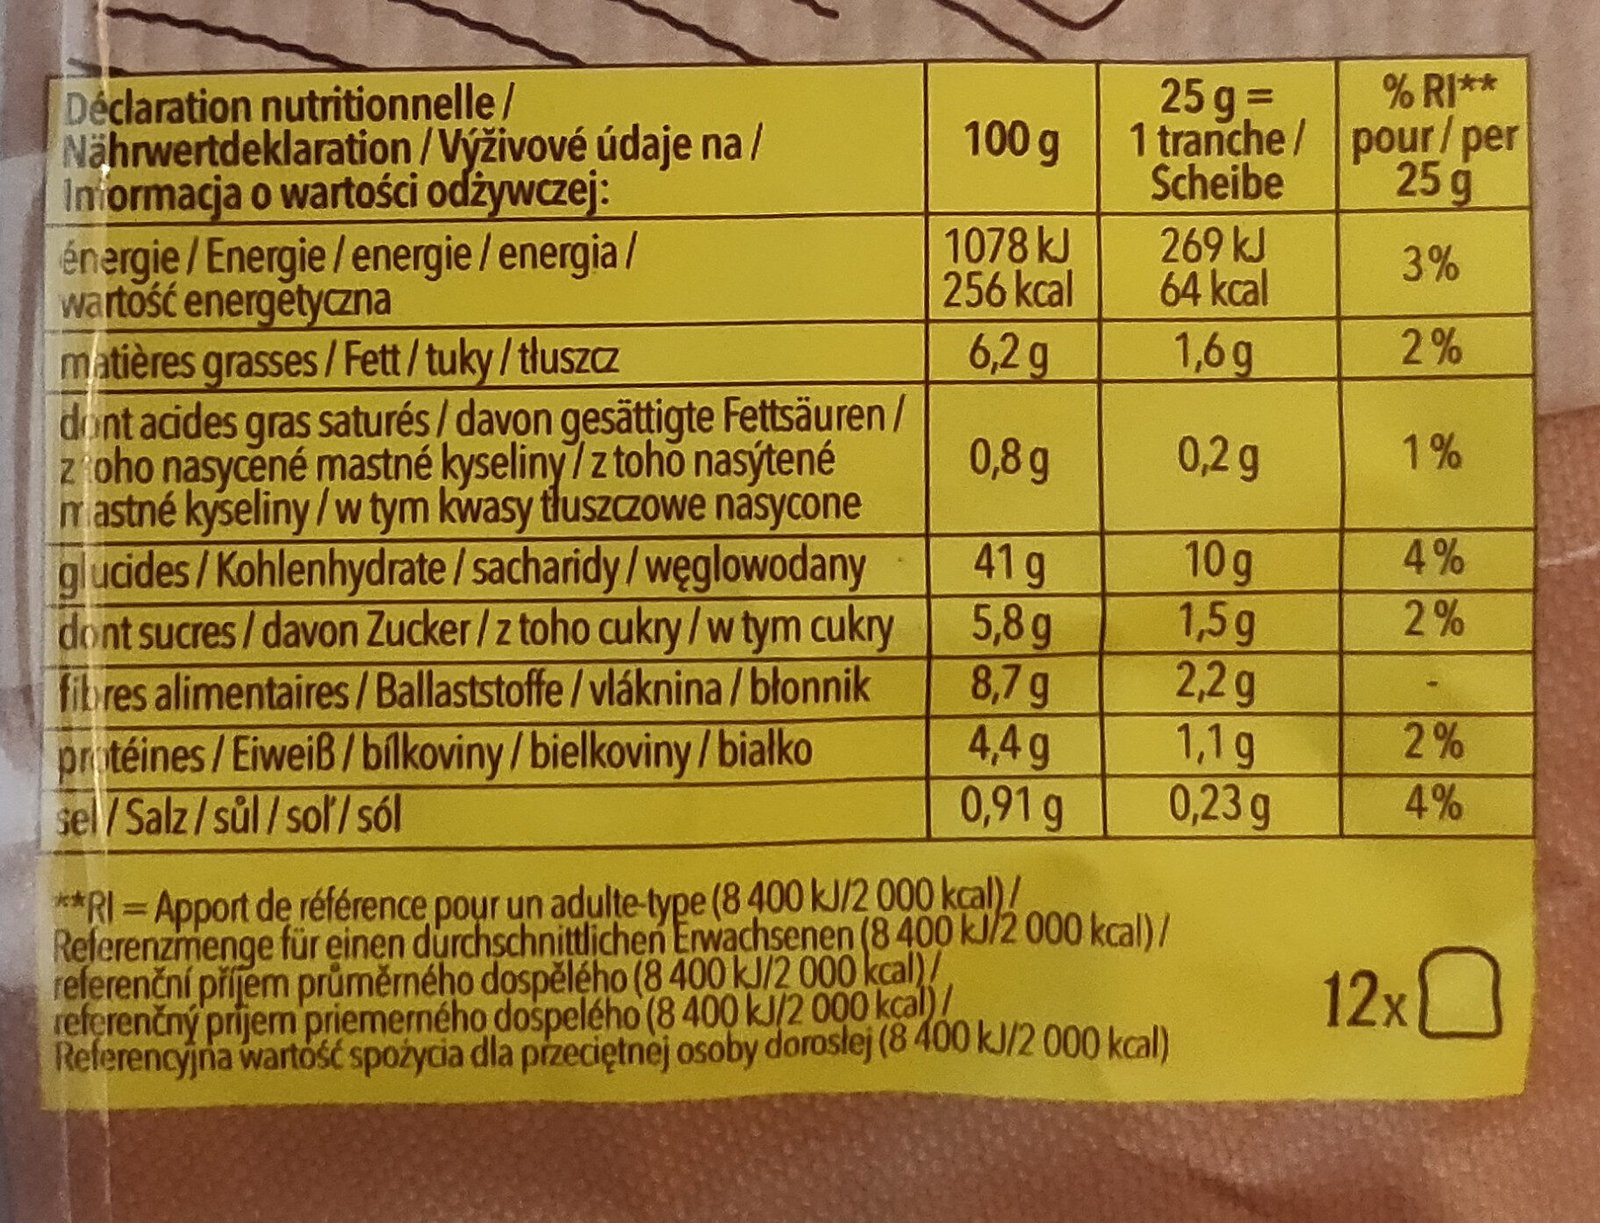 Déclaration nutritionnelle /
Nährwertdeklaration / Výživové údaje na /
Informacja o wartości odżywczej:
100 g
25 g =
1 tranche /
Scheibe
% RI**
pour / per
25 g
énergie / Energie / energie / energia /
wartość energetyczna
1078 kJ
256 kcal
269 kJ
64 kcal
3%
matières grasses / Fett / tuky / tłuszcz
6,2 g
1,6 g
2%
dont acides gras saturés / davon gesättigte Fettsäuren /
z toho nasycené mastné kyseliny / z toho nasýtené
mastné kyseliny / w tym kwasy tłuszczowe nasycone
0,8 g
0,2 g
1%
glucides / Kohlenhydrate / sacharidy / węglowodany
41 g
10 g
4%
dont sucres / davon Zucker / z toho cukry / w tym cukry
5,8 g
1,5 g
2%
fibres alimentaires / Ballaststoffe / vláknina / błonnik
8,7 g
2,2 g
-
protéines / Eiweiß / bílkoviny / bielkoviny / białko
4,4 g
1,1 g
2%
sel / Salz / sůl / soľ / sól
0,91 g
0,23 g
4%
**RI = Apport de référence pour un adulte-type (8 400 kJ/2 000 kcal) /
Referenzmenge für einen durchschnittlichen Erwachsenen (8 400 kJ/2 000 kcal) /
referenční příjem průměrného dospělého (8 400 kJ/2 000 kcal) /
referenčný príjem priemerného dospelého (8 400 kJ/2 000 kcal) /
Referencyjna wartość spożycia dla przeciętnej osoby dorosłej (8 400 kJ/2 000 kcal)
12x